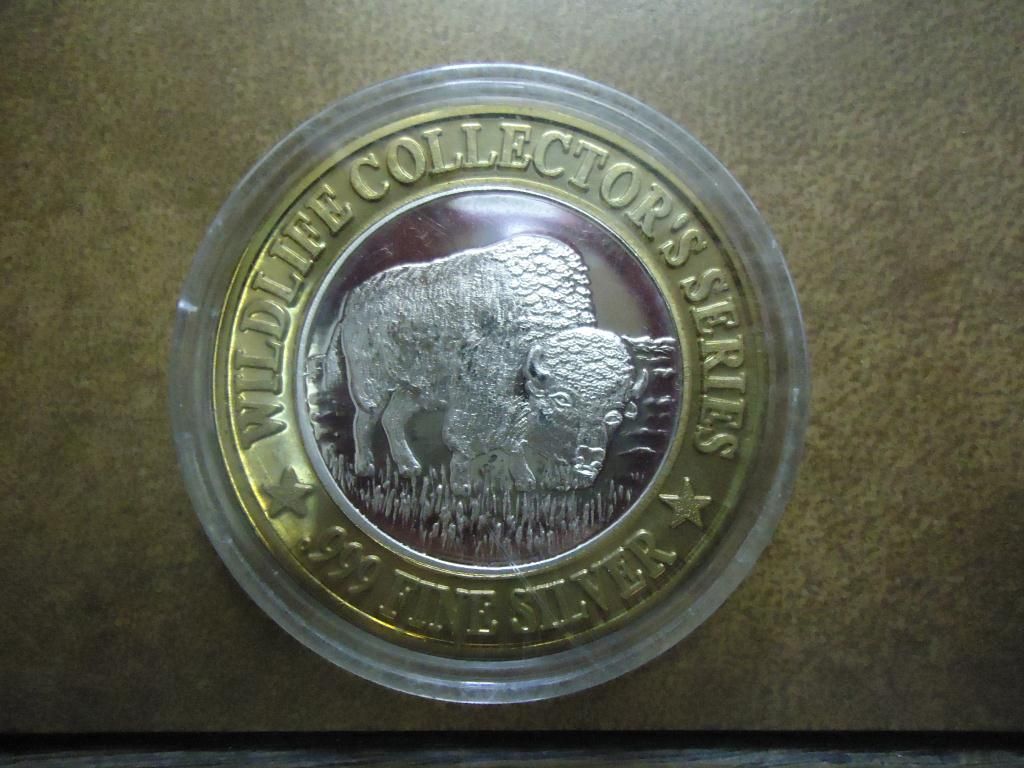 WILDLIFE COLLECTOR'S SERIES
.999 FINE SILVER